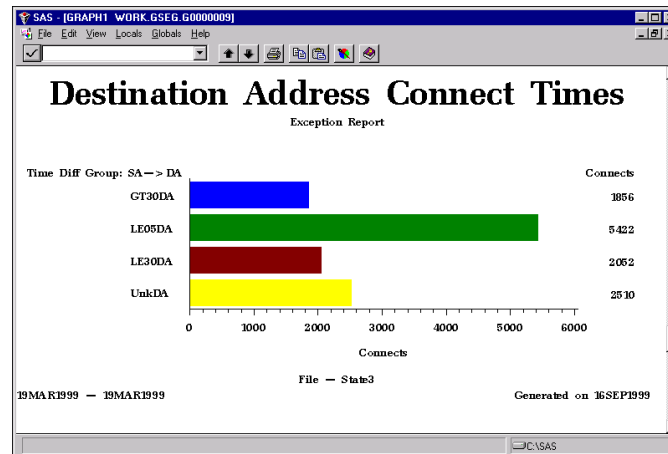 SAS - [GRAPH1 WORK.GSEG.G0000009]
File Edit View Locals Globals Help
Destination Address Connect Times
Exception Report
Time Diff Group: SA—> DA Connects
GT30DA 1856
LE05DA 5422
LE30DA 2052
UnkDA 2510
0 1000 2000 3000 4000 5000 6000
Connects
File — State3
19MAR1999 — 19MAR1999 Generated on 16SEP1999
C:\SAS